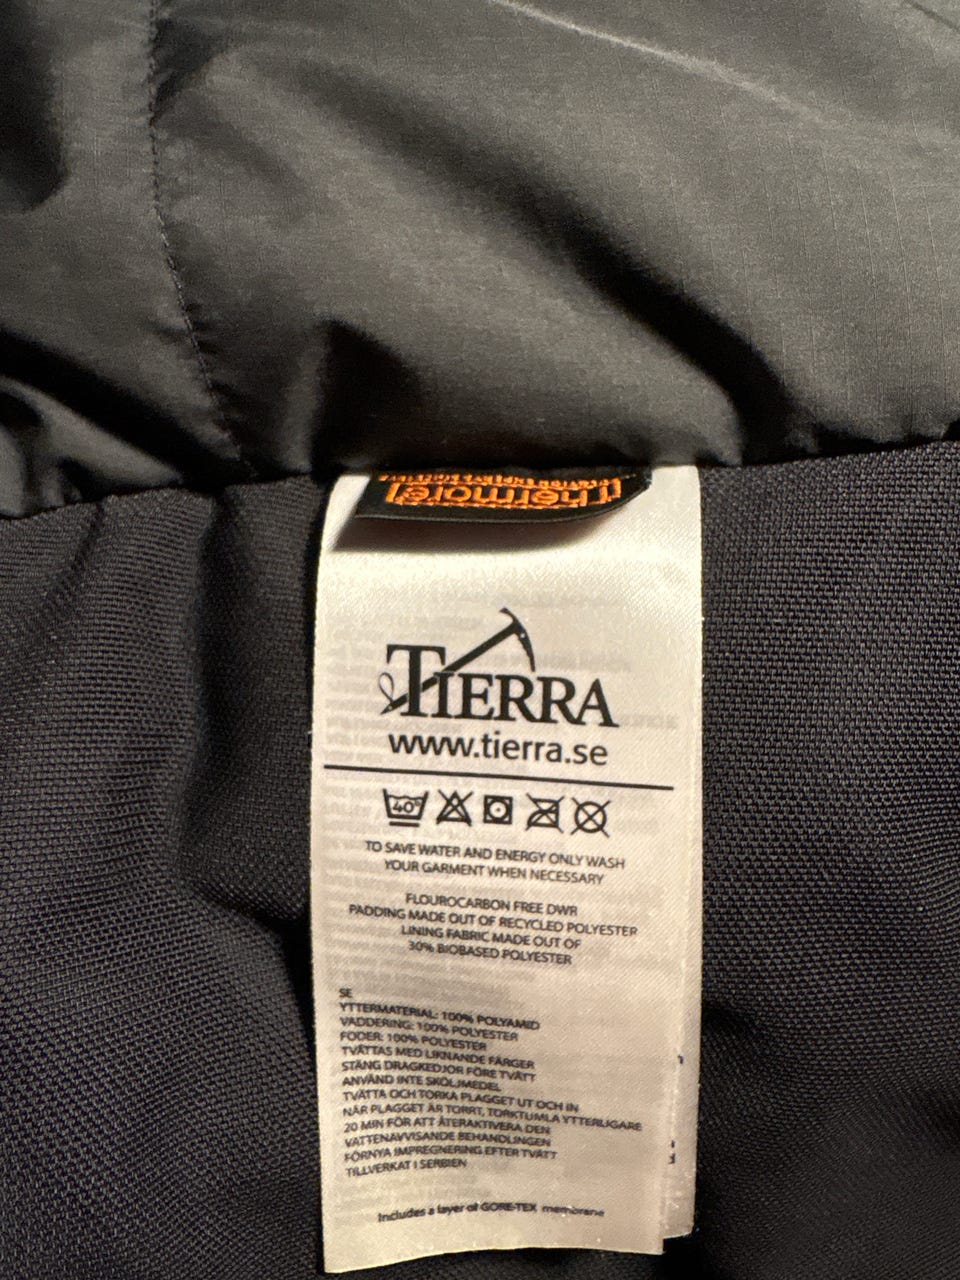 Thermore
TIERRA
www.tierra.se
40°
TO SAVE WATER AND ENERGY ONLY WASH
YOUR GARMENT WHEN NECESSARY
FLOUROCARBON FREE DWR
PADDING MADE OUT OF RECYCLED POLYESTER
LINING FABRIC MADE OUT OF
30% BIOBASED POLYESTER
SE
YTTERMATERIAL: 100% POLYAMID
VADDERING: 100% POLYESTER
FODER: 100% POLYESTER
TVÄTTAS MED LIKNANDE FÄRGER
STÄNG DRAGKEDJOR FÖRE TVÄTT
ANVÄND INTE SKÖLJMEDEL
TVÄTTA OCH TORKA PLAGGET UT OCH IN
NÄR PLAGGET ÄR TORRT, TORKTUMLA YTTERLIGARE
20 MIN FÖR ATT ÅTERAKTIVERA DEN
VATTENAVVISANDE BEHANDLINGEN
FÖRNYA IMPREGNERING EFTER TVÄTT
TILLVERKAT I SERBIEN
Includes a layer of GORE-TEX membrane